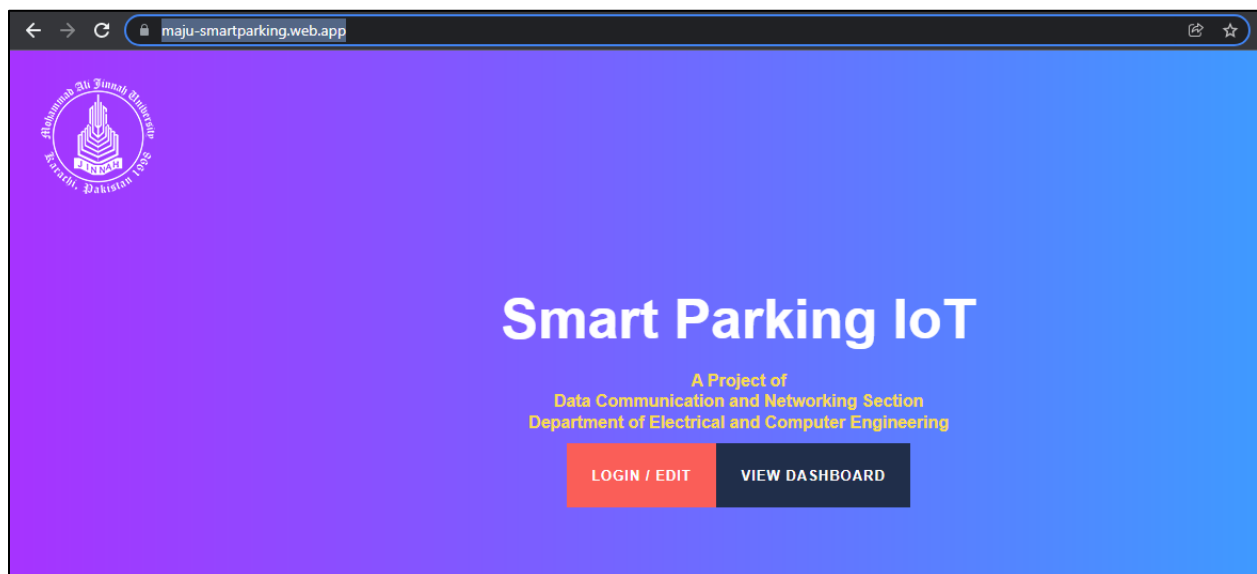 maju-smartparking.web.app
Mohammad Ali Jinnah University
JINNAH
Karachi, Pakistan 1998
Smart Parking IoT
A Project of
Data Communication and Networking Section
Department of Electrical and Computer Engineering
LOGIN / EDIT
VIEW DASHBOARD